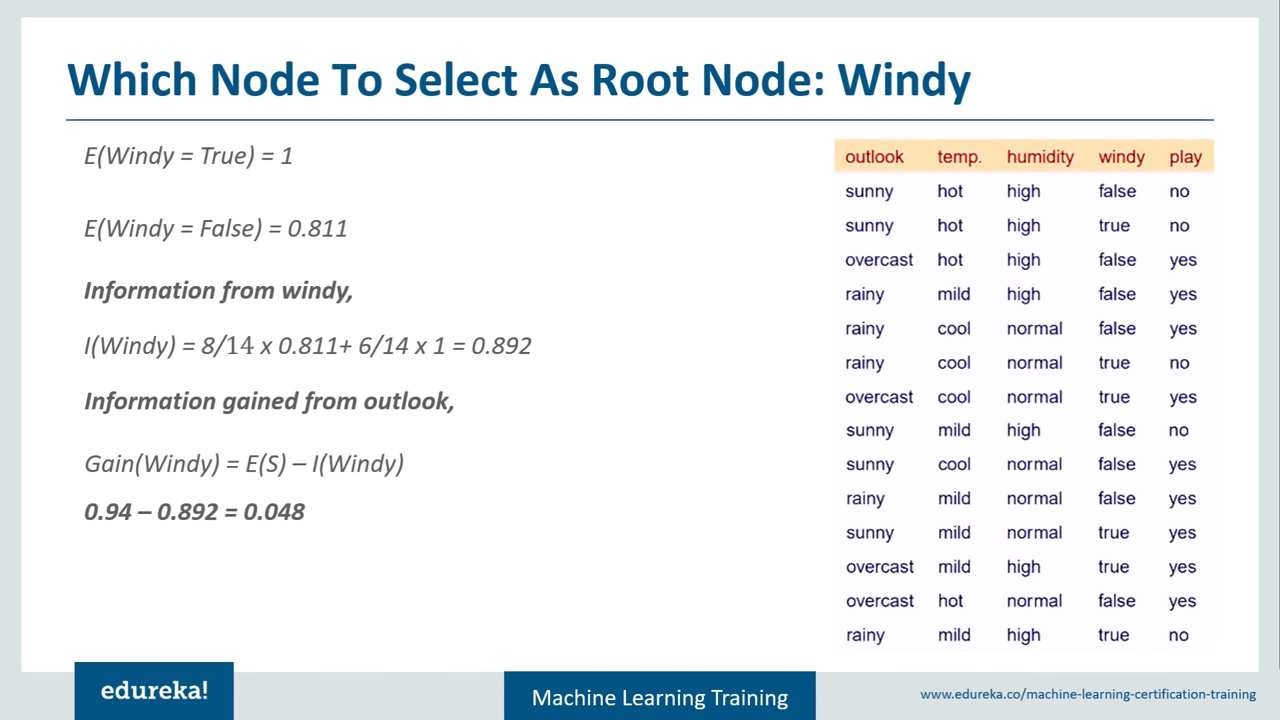 Which Node To Select As Root Node: Windy
E(Windy = True) = 1
E(Windy = False) = 0.811
Information from windy,
I(Windy) = 8/14 x 0.811+ 6/14 x 1 = 0.892
Information gained from outlook,
Gain(Windy) = E(S) – I(Windy)
0.94 – 0.892 = 0.048
outlook temp. humidity windy play
sunny hot high false no
sunny hot high true no
overcast hot high false yes
rainy mild high false yes
rainy cool normal false yes
rainy cool normal true no
overcast cool normal true yes
sunny mild high false no
sunny cool normal false yes
rainy mild normal false yes
sunny mild normal true yes
overcast mild high true yes
overcast hot normal false yes
rainy mild high true no
edureka!
Machine Learning Training
www.edureka.co/machine-learning-certification-training